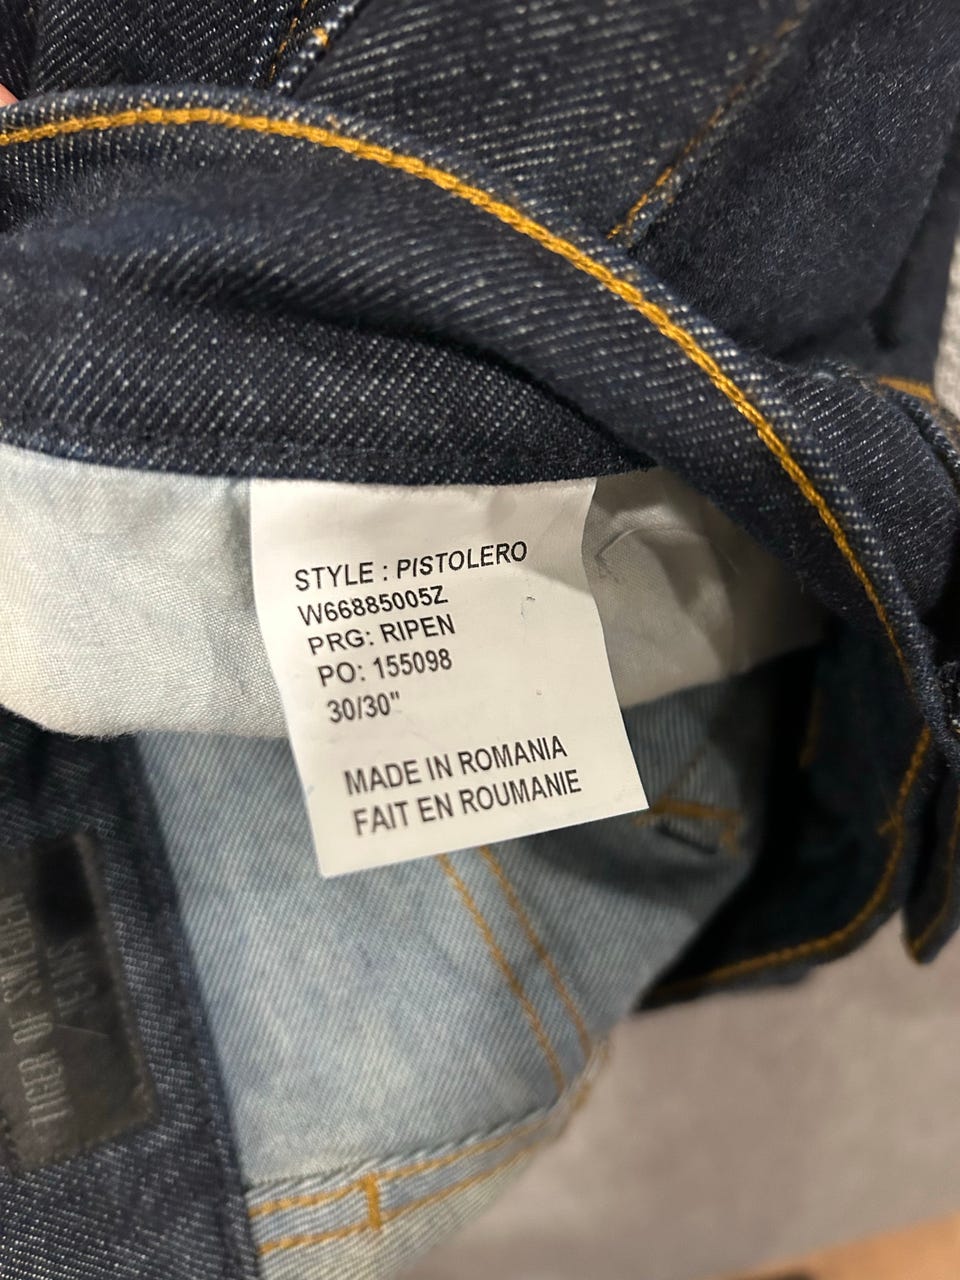 STYLE : PISTOLERO
W66885005Z
PRG: RIPEN
PO: 155098
30/30"
MADE IN ROMANIA
FAIT EN ROUMANIE
TIGER OF SWEDEN
JEANS